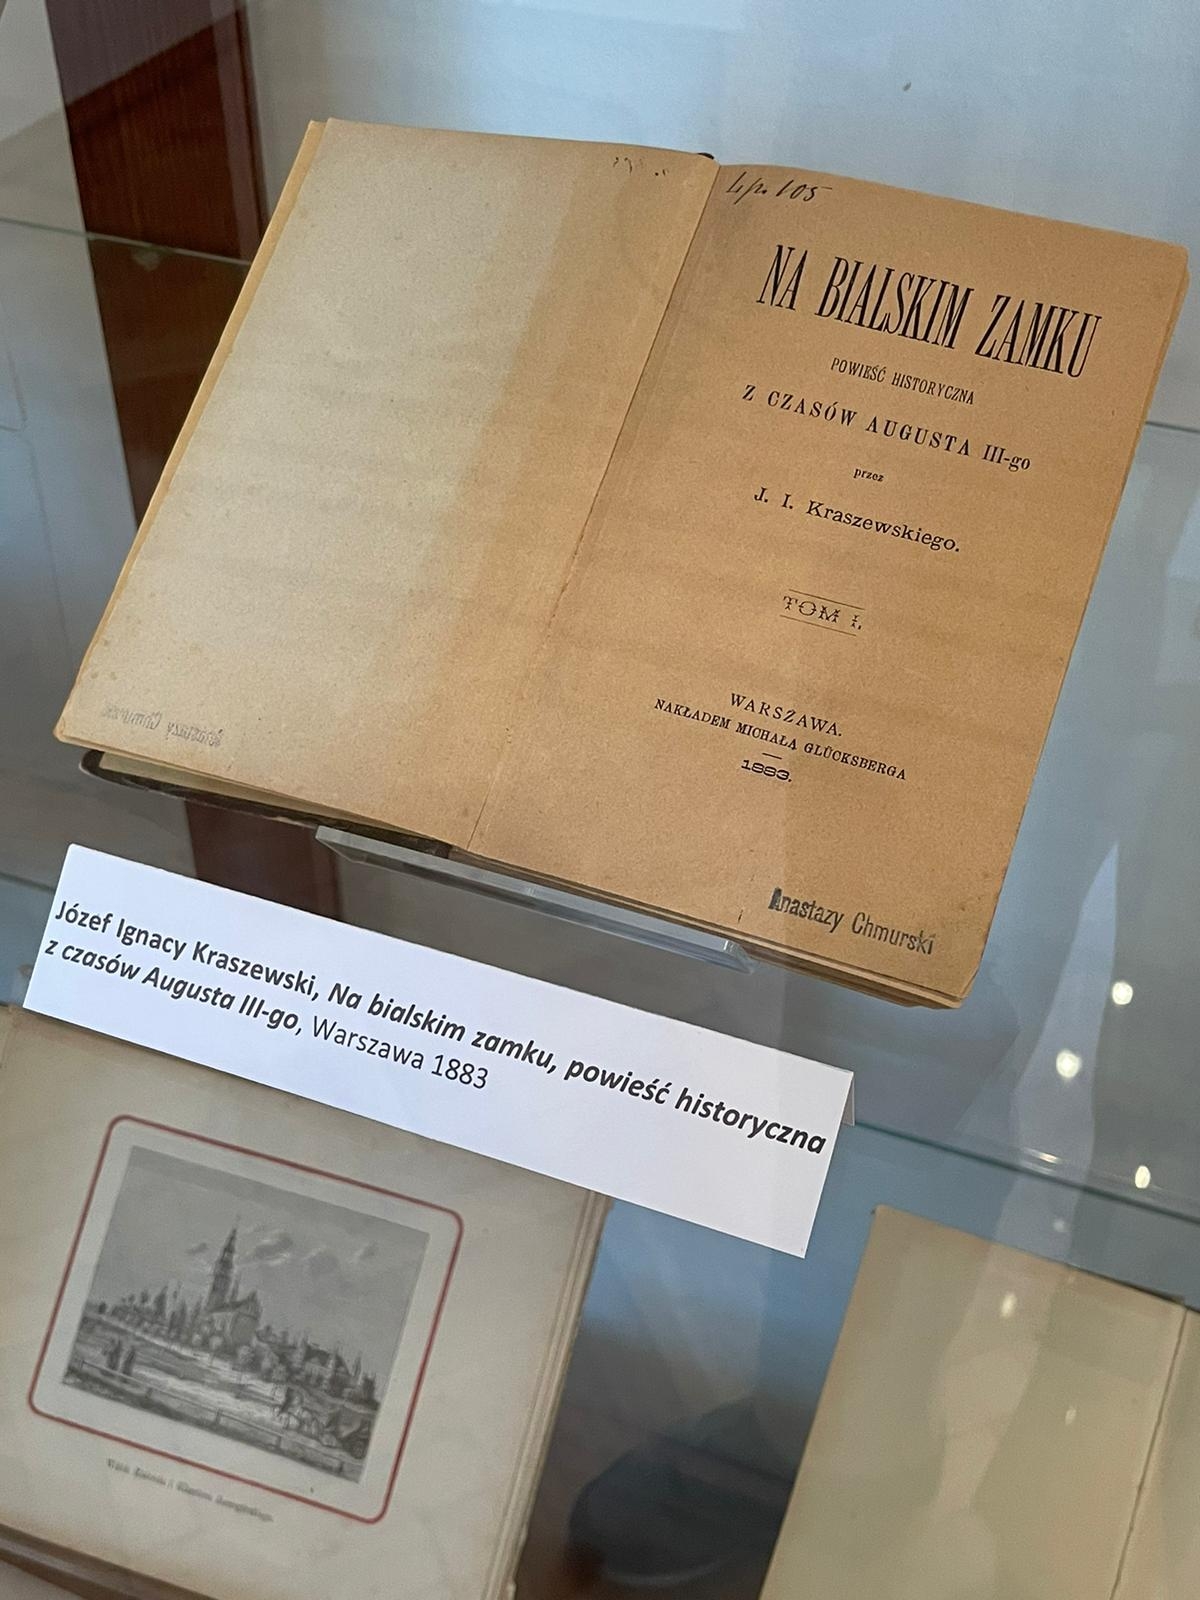 Lp. 105
NA BIALSKIM ZAMKU
POWIEŚĆ HISTORYCZNA
Z CZASÓW AUGUSTA III-go
przez
J. I. Kraszewskiego.
TOM I.
WARSZAWA.
NAKŁADEM MICHAŁA GLÜCKSBERGA
1883.
Anastazy Chmurski
Józef Ignacy Kraszewski, Na bialskim zamku, powieść historyczna
z czasów Augusta III-go, Warszawa 1883